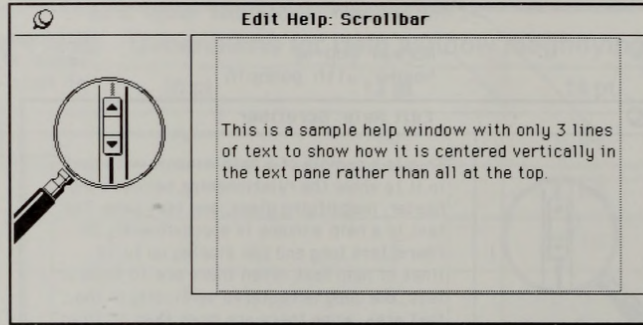 Edit Help: Scrollbar
This is a sample help window with only 3 lines
of text to show how it is centered vertically in
the text pane rather than all at the top.